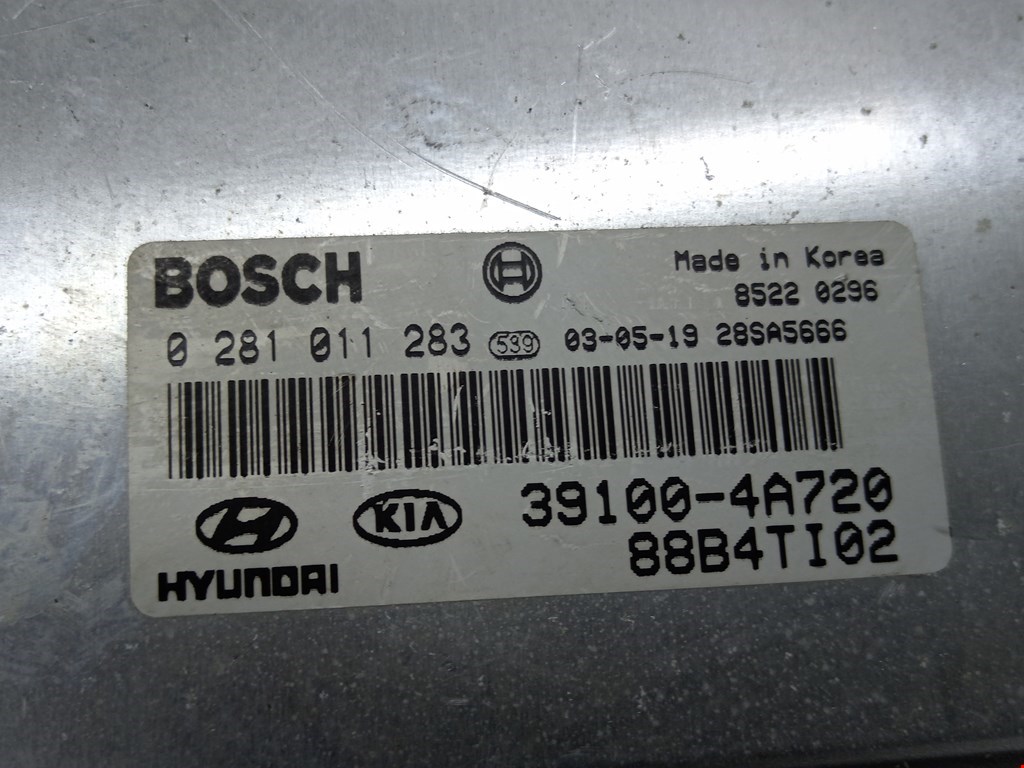 BOSCH
Made in Korea
8522 0296
0 281 011 283 539 03-05-19 28SA5666
KIA
39100-4A720
88B4TI02
HYUNDAI